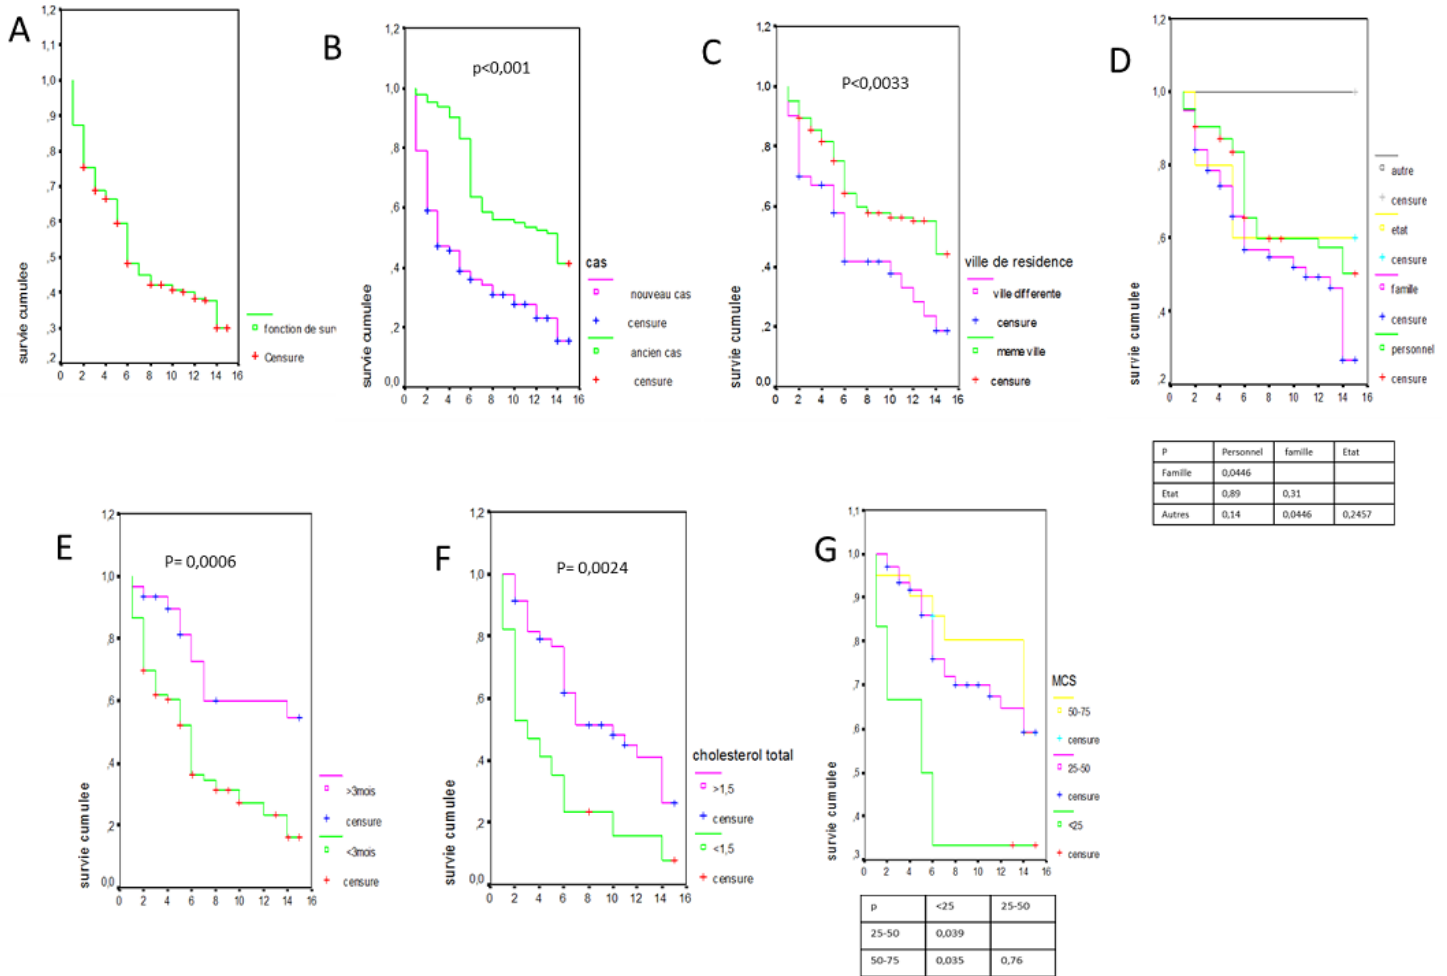 A
1,2
1,1
1,0
,9
,8
,7
,6
,5
,4
,3
,2
0 2 4 6 8 10 12 14 16
survie cumulee
fonction de surv
Censure
B
p<0,001
1,2
1,0
,8
,6
,4
,2
0,0
0 2 4 6 8 10 12 14 16
survie cumulee
cas
nouveau cas
censure
ancien cas
censure
C
P<0,0033
1,2
1,0
,8
,6
,4
,2
0,0
0 2 4 6 8 10 12 14 16
survie cumulee
ville de residence
ville differente
censure
meme ville
censure
D
1,2
1,0
,8
,6
,4
,2
0 2 4 6 8 10 12 14 16
survie cumulee
autre
censure
etat
censure
famile
censure
personnel
censure
P Personnel famille Etat
Famille 0,0446
Etat 0,89 0,31
Autres 0,14 0,0446 0,2457
E
P= 0,0006
1,2
1,0
,8
,6
,4
,2
0,0
0 2 4 6 8 10 12 14 16
survie cumulee
>3mois
censure
<3mois
censure
F
P= 0,0024
1,2
1,0
,8
,6
,4
,2
0,0
0 2 4 6 8 10 12 14 16
survie cumulee
cholesterol total
>1,5
censure
<1,5
censure
G
1,1
1,0
,9
,8
,7
,6
,5
,4
,3
0 2 4 6 8 10 12 14 16
survie cumulee
MCS
50-75
censure
25-50
censure
<25
censure
p <25 25-50
25-50 0,039
50-75 0,035 0,76